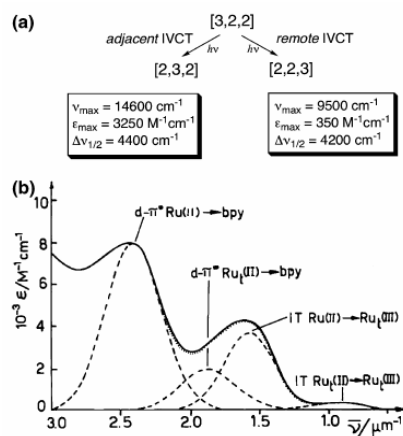 (a)
[3,2,2]
adjacent IVCT hν hν remote IVCT
[2,3,2] [2,2,3]
νmax = 14600 cm⁻¹
εmax = 3250 M⁻¹cm⁻¹
Δν1/2 = 4400 cm⁻¹
νmax = 9500 cm⁻¹
εmax = 350 M⁻¹cm⁻¹
Δν1/2 = 4200 cm⁻¹
(b)
10⁻³ ε/M⁻¹ cm⁻¹
10
8
6
4
2
0
d-π* Ru(II)→bpy
d-π* Rut(II)→bpy
IT Ru(II)→Rut(III)
IT Rut(II)→Rut(III)
3.0 2.5 2.0 1.5 1.0 ν̅/μm⁻¹